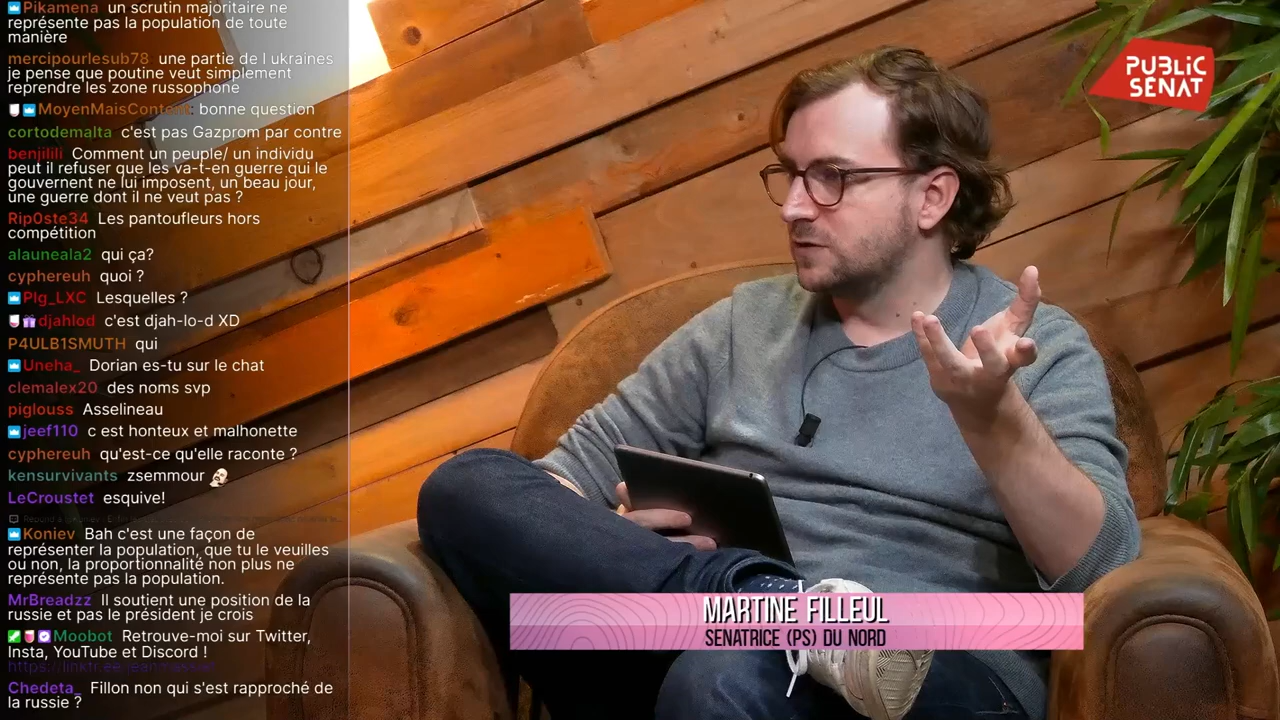 Pikamena un scrutin majoritaire ne
représente pas la population de toute
manière
mercipourlesub78 une partie de l ukraines
je pense que poutine veut simplement
reprendre les zone russophone
MoyenMaisContent: bonne question
cortodemalta c'est pas Gazprom par contre
benjilili Comment un peuple/ un individu
peut il refuser que les va-t-en guerre qui le
gouvernent ne lui imposent, un beau jour,
une guerre dont il ne veut pas ?
Rip0ste34 Les pantoufleurs hors
compétition
alauneala2 qui ça?
cyphereuh quoi ?
Plg_LXC Lesquelles ?
djahlod c'est djah-lo-d XD
P4ULB1SMUTH qui
Uneha_ Dorian es-tu sur le chat
clemalex20 des noms svp
piglouss Asselineau
jeef110 c est honteux et malhonette
cyphereuh qu'est-ce qu'elle raconte ?
kensurvivants zsemmour
LeCroustet esquive!
Koniev Bah c'est une façon de
représenter la population, que tu le veuilles
ou non, la proportionnalité non plus ne
représente pas la population.
MrBreadzz Il soutient une position de la
russie et pas le président je crois
Moobot Retrouve-moi sur Twitter,
Insta, YouTube et Discord !
https://linktr.ee/jeanmassiet
Chedeta_ Fillon non qui s'est rapproché de
la russie ?
PUBLIC
SÉNAT
MARTINE FILLEUL
SÉNATRICE (PS) DU NORD